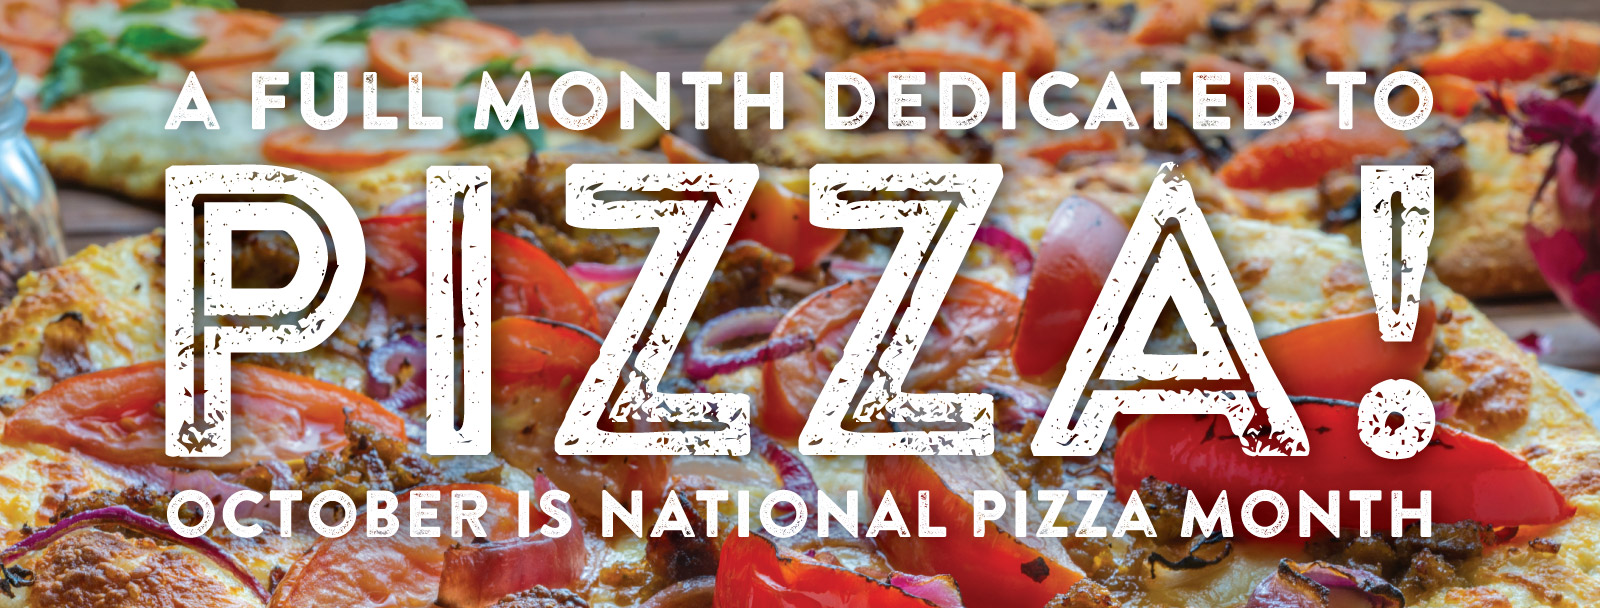 A FULL MONTH DEDICATED TO
PIZZA!
OCTOBER IS NATIONAL PIZZA MONTH